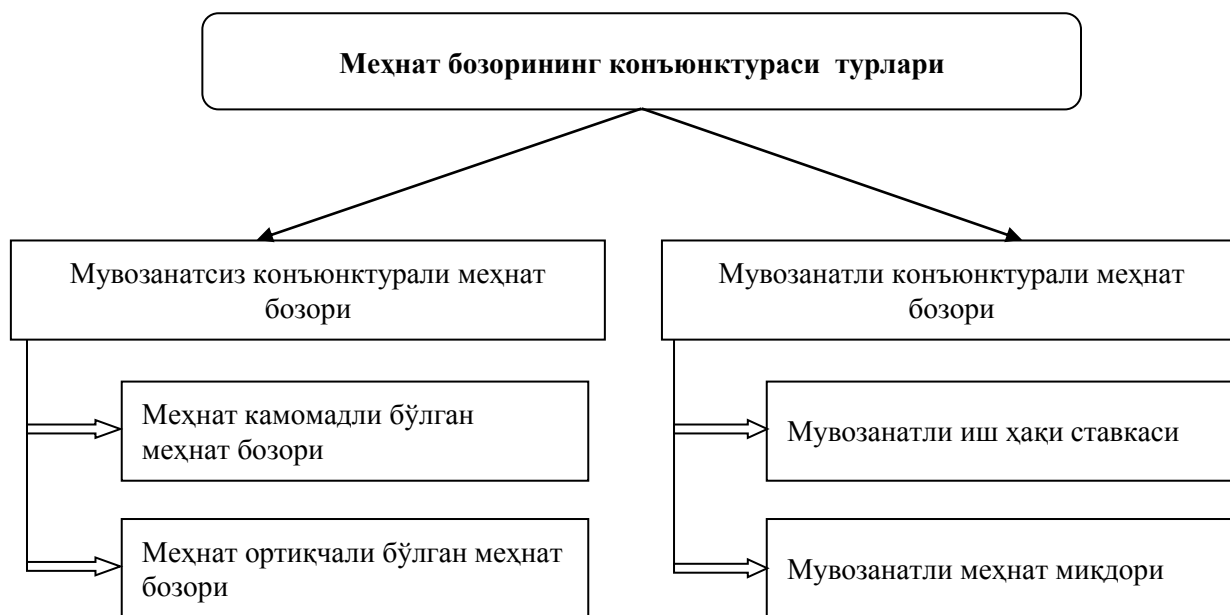 Меҳнат бозорининг конъюнктураси турлари
Мувозанатсиз конъюнктурали меҳнат
бозори
Меҳнат камомадли бўлган
меҳнат бозори
Меҳнат ортиқчали бўлган меҳнат
бозори
Мувозанатли конъюнктурали меҳнат
бозори
Мувозанатли иш ҳақи ставкаси
Мувозанатли меҳнат миқдори